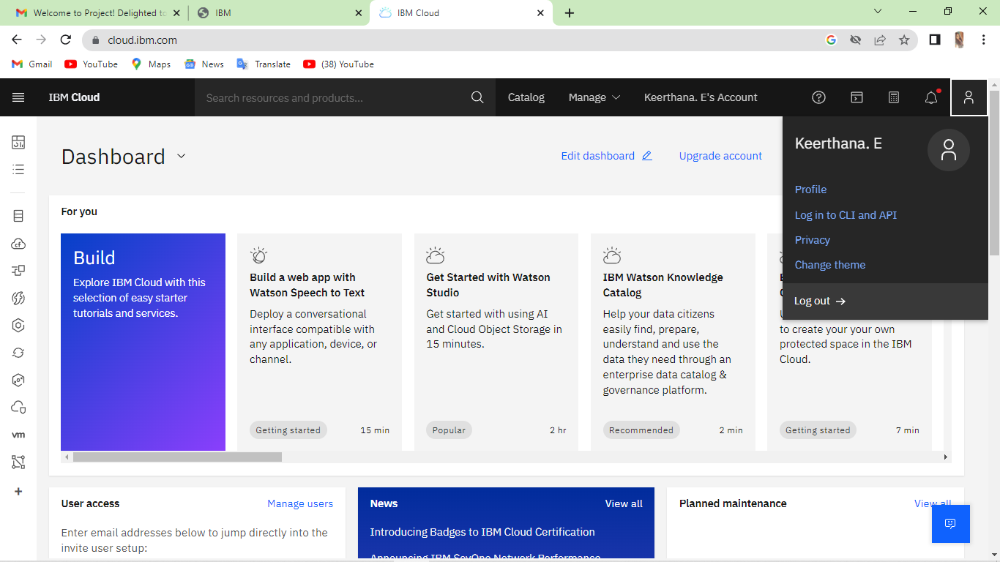 Welcome to Project! Delighted to
IBM
IBM Cloud
cloud.ibm.com
Gmail
YouTube
Maps
News
Translate
(38) YouTube
IBM Cloud
Search resources and products...
Catalog
Manage
Keerthana. E's Account
Keerthana. E
Profile
Log in to CLI and API
Privacy
Change theme
Log out
Dashboard
Edit dashboard
Upgrade account
For you
Build
Explore IBM Cloud with this
selection of easy starter
tutorials and services.
Build a web app with
Watson Speech to Text
Deploy a conversational
interface compatible with
any application, device, or
channel.
Getting started
15 min
Get Started with Watson
Studio
Get started with using AI
and Cloud Object Storage in
15 minutes.
Popular
2 hr
IBM Watson Knowledge
Catalog
Help your data citizens
easily find, prepare,
understand and use the
data they need through an
enterprise data catalog &
governance platform.
Recommended
2 min
to create your your own
protected space in the IBM
Cloud.
Getting started
7 min
cf
vm
User access
Manage users
Enter email addresses below to jump directly into the
invite user setup:
News
View all
Introducing Badges to IBM Cloud Certification
Announcing IBM SevOne Network Performance
Planned maintenance
View all